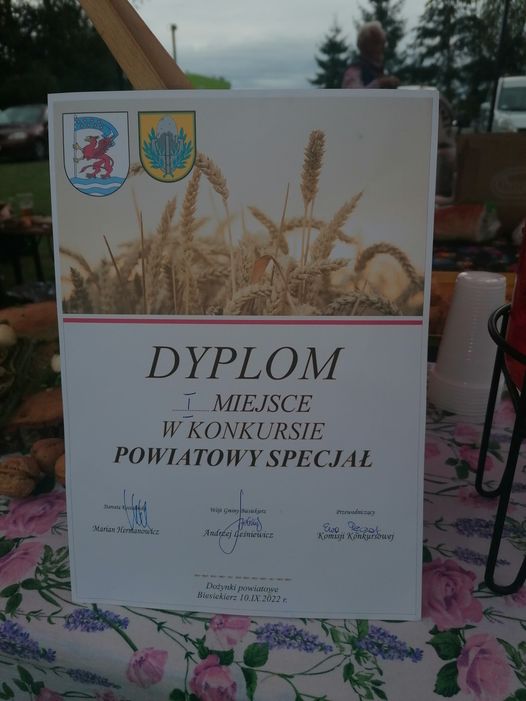 DYPLOM
I MIEJSCE
W KONKURSIE
POWIATOWY SPECJAŁ
Wójt Gminy Biesiekierz
Przewodniczący
Marian Hermanowicz
Andrzej Leśniewicz
Komisji Konkursowej
Dożynki powiatowe
Biesiekierz 10.IX.2022 r.